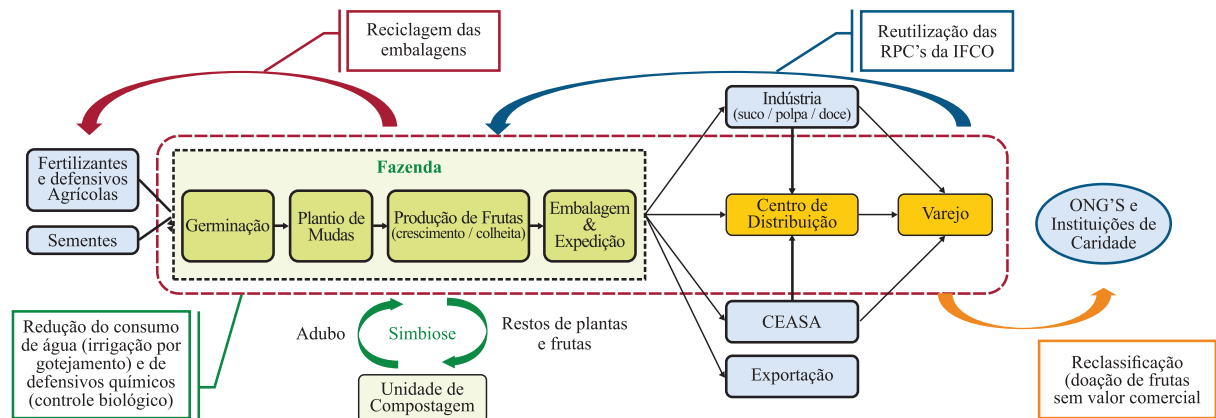 Reciclagem das
embalagens
Reutilização das
RPC's da IFCO
Fertilizantes
e defensivos
Agrícolas
Sementes
Fazenda
Germinação
Plantio de
Mudas
Produção de Frutas
(crescimento / colheita)
Embalagem
&
Expedição
Indústria
(suco / polpa / doce)
Centro de
Distribuição
Varejo
CEASA
Exportação
ONG'S e
Instituições de
Caridade
Redução do consumo
de água (irrigação por
gotejamento) e de
defensivos químicos
(controle biológico)
Adubo
Simbiose
Restos de plantas
e frutas
Unidade de
Compostagem
Reclassificação
(doação de frutas
sem valor comercial